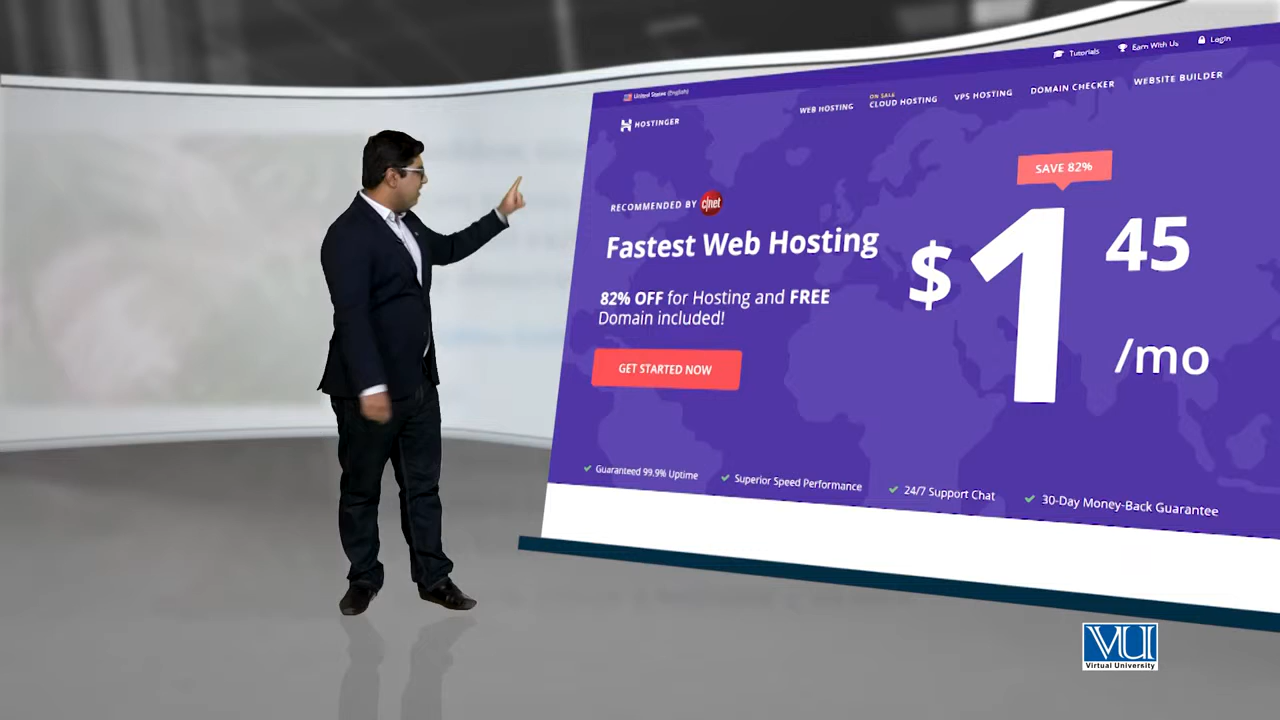 Tutorials
Earn With Us
Login
United States (English)
HOSTINGER
WEB HOSTING
ON SALE
CLOUD HOSTING
VPS HOSTING
DOMAIN CHECKER
WEBSITE BUILDER
SAVE 82%
RECOMMENDED BY c|net
Fastest Web Hosting
$1 45
/mo
82% OFF for Hosting and FREE
Domain included!
GET STARTED NOW
Guaranteed 99.9% Uptime
Superior Speed Performance
24/7 Support Chat
30-Day Money-Back Guarantee
VU
Virtual University